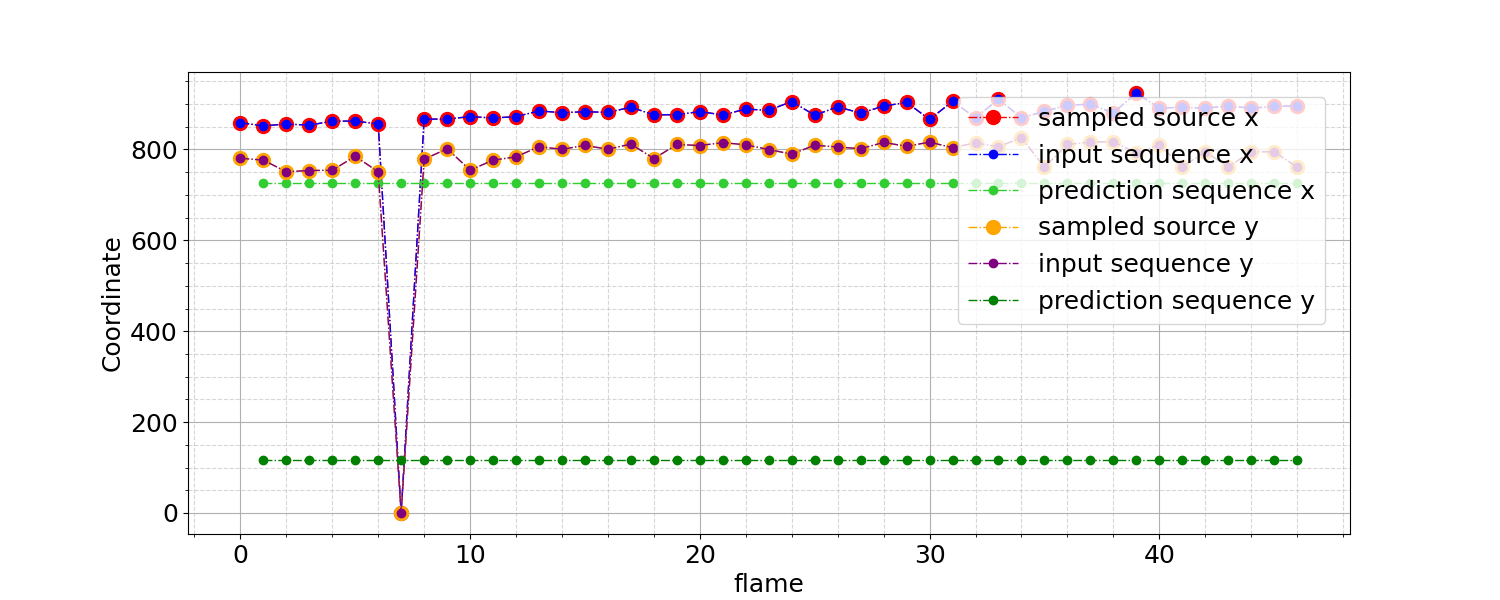 sampled source x
input sequence x
prediction sequence x
sampled source y
input sequence y
prediction sequence y
Coordinate
800
600
400
200
0
0 10 20 30 40
flame